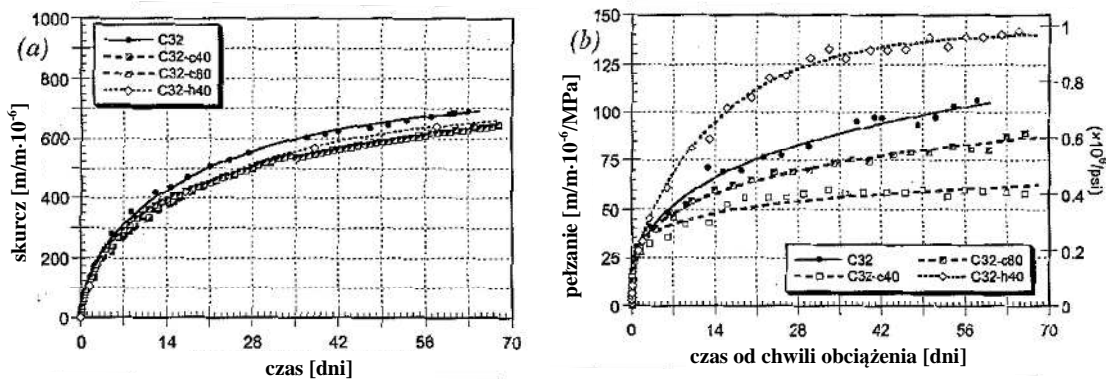 (a)
C32
C32-c40
C32-c80
C32-h40
skurcz [m/m·10⁻⁶]
1000
800
600
400
200
0
0 14 28 42 56 70
czas [dni]
(b)
pełzanie [m/m·10⁻⁶/MPa]
150
125
100
75
50
25
0
C32
C32-c80
C32-c40
C32-h40
1
0.8
0.6
0.4
0.2
0
(×10⁶/psi)
0 14 28 42 56 70
czas od chwili obciążenia [dni]